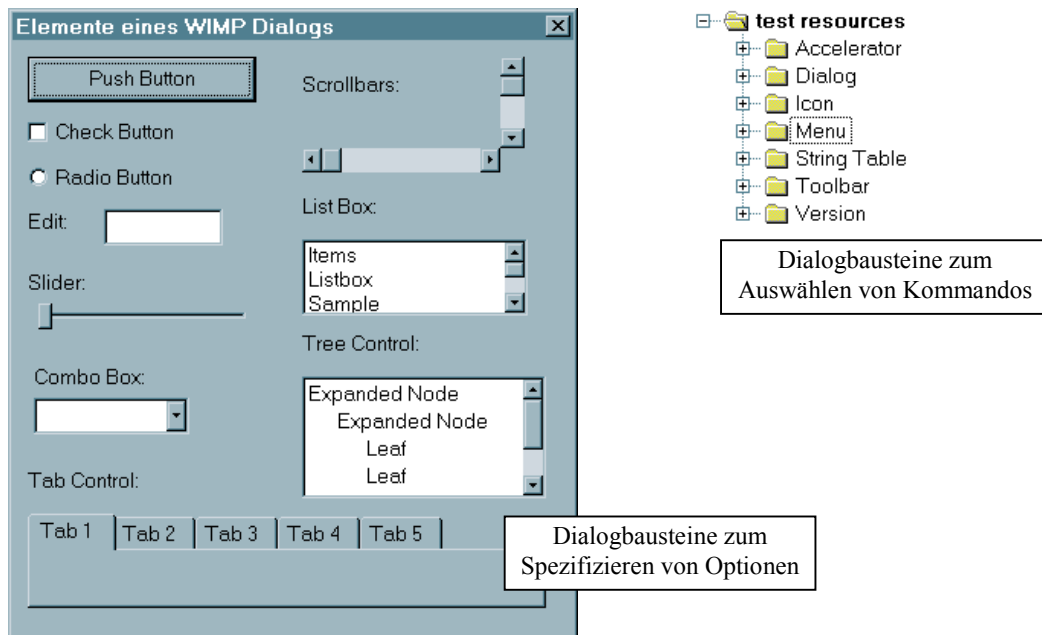 Elemente eines WIMP Dialogs
Push Button
Check Button
Radio Button
Edit:
Slider:
Combo Box:
Tab Control:
Scrollbars:
List Box:
Items
Listbox
Sample
Tree Control:
Expanded Node
Expanded Node
Leaf
Leaf
Tab 1
Tab 2
Tab 3
Tab 4
Tab 5
test resources
Accelerator
Dialog
Icon
Menu
String Table
Toolbar
Version
Dialogbausteine zum
Auswählen von Kommandos
Dialogbausteine zum
Spezifizieren von Optionen